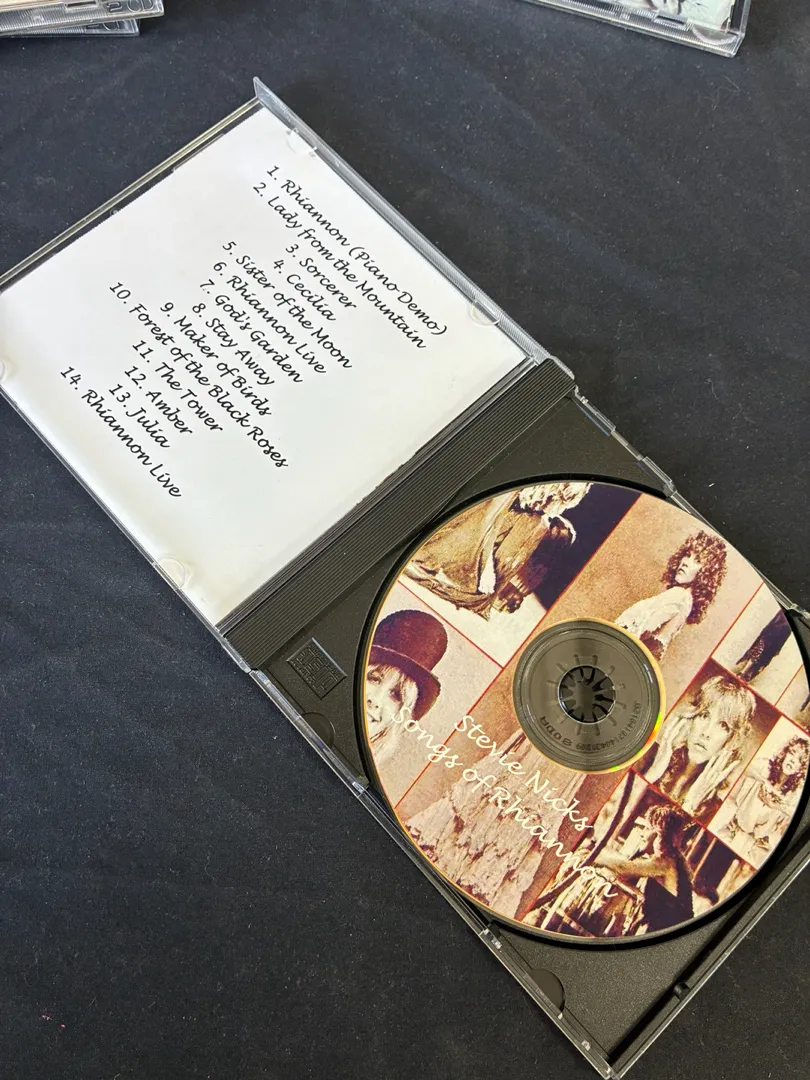 1. Rhiannon (Piano Demo)
2. Lady from the Mountain
3. Sorcerer
4. Cecilia
5. Sister of the Moon
6. Rhiannon Live
7. God's Garden
8. Stay Away
9. Maker of Birds
10. Forest of the Black Roses
11. The Tower
12. Amber
13. Julia
14. Rhiannon Live
Stevie Nicks
Songs of Rhiannon